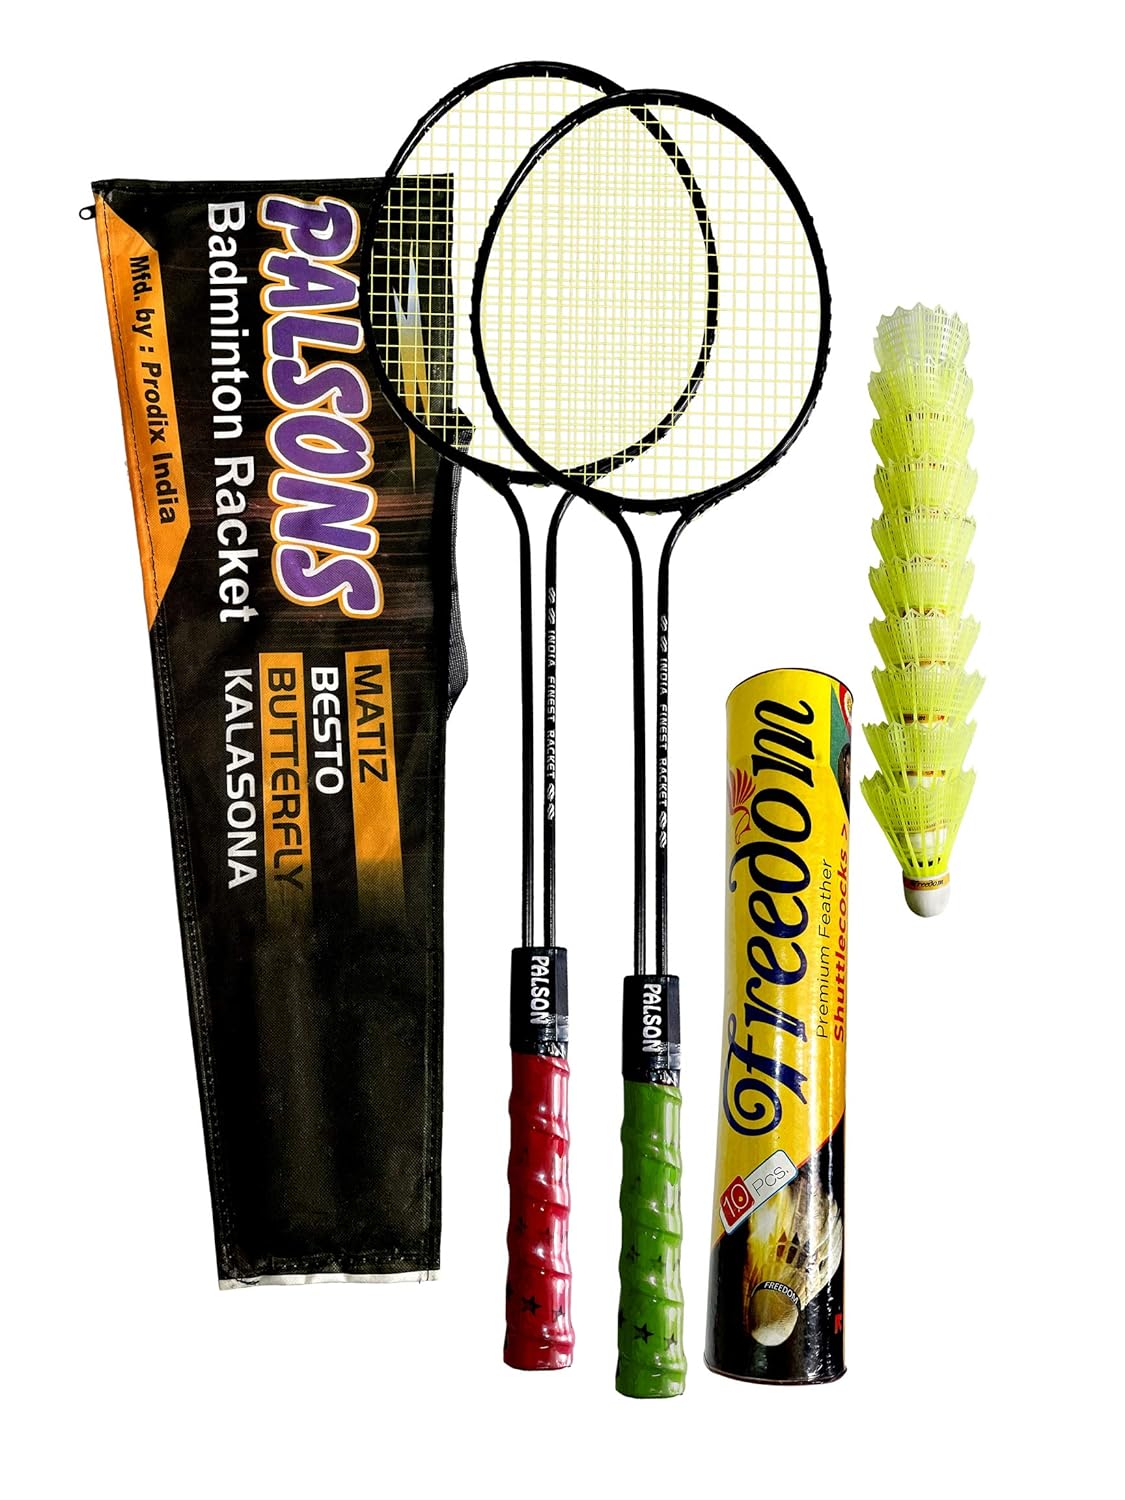 PALSONS
Badminton Racket
Mfd. by : Prodix India
MATIZ
BESTO
BUTTERFLY
KALASONA
INDIA FINEST RACKET
PALSON
INDIA FINEST RACKET
PALSON
Freedom
Premium Feather
Shuttlecocks >
10 PCS.
FREEDOM
Freedom